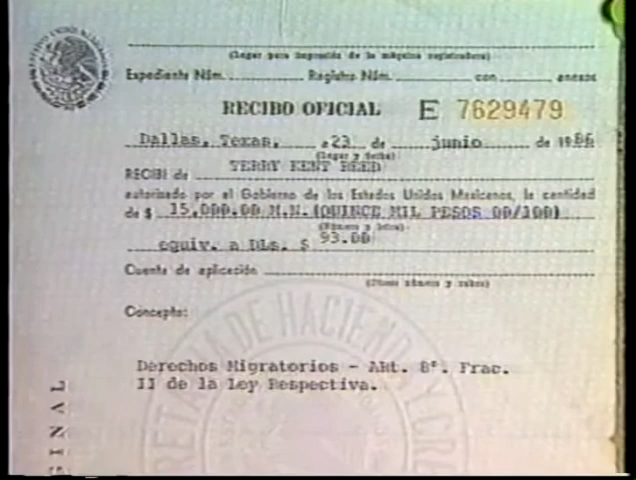 (Lugar para impresión de la máquina registradora)
Expediente Núm. Registro Núm. con anexos
RECIBO OFICIAL E 7629479
Dallas, Texas, a 23 de junio de 1986
(Lugar y fecha)
RECIBI de TERRY KENT REED
autorizado por el Gobierno de los Estados Unidos Mexicanos, la cantidad
de $ 15,000.00 M.N. (QUINCE MIL PESOS 00/100)
(Número y letra)
equiv. a Dls. $ 93.00
Cuenta de aplicación
(Clave número y rubro)
Concepto:
Derechos Migratorios - Art. 8°. Frac.
II de la Ley Respectiva.
GINAL